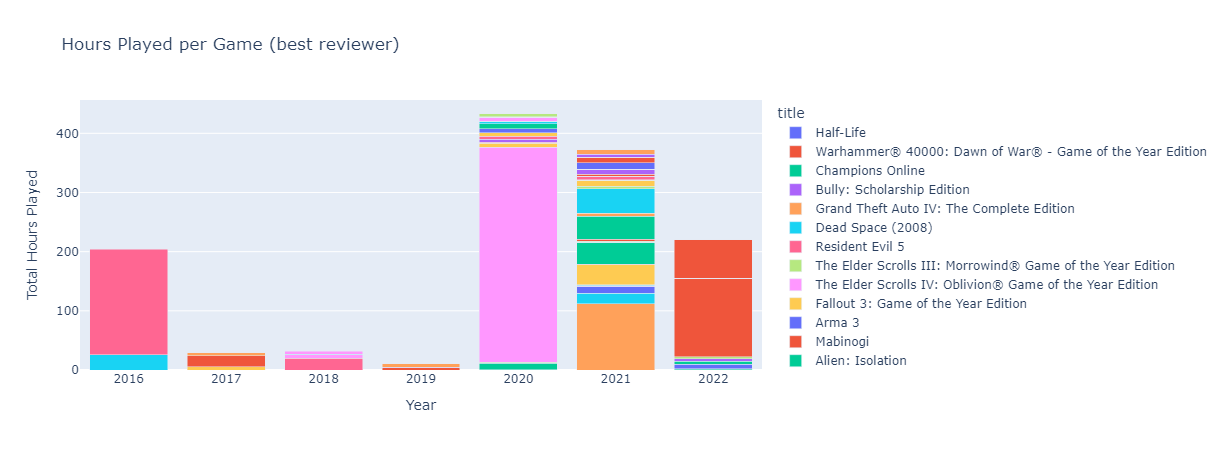 Hours Played per Game (best reviewer)
title
Half-Life
Warhammer® 40000: Dawn of War® - Game of the Year Edition
Champions Online
Bully: Scholarship Edition
Grand Theft Auto IV: The Complete Edition
Dead Space (2008)
Resident Evil 5
The Elder Scrolls III: Morrowind® Game of the Year Edition
The Elder Scrolls IV: Oblivion® Game of the Year Edition
Fallout 3: Game of the Year Edition
Arma 3
Mabinogi
Alien: Isolation
Total Hours Played
400
300
200
100
0
2016 2017 2018 2019 2020 2021 2022
Year